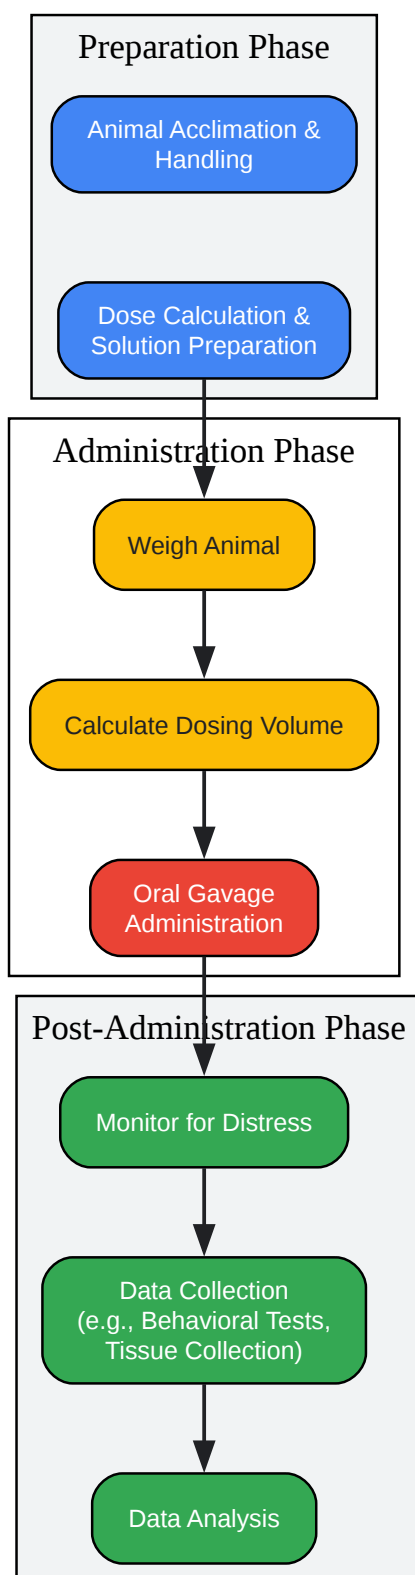 Preparation Phase
Animal Acclimation &
Handling
Dose Calculation &
Solution Preparation
Administration Phase
Weigh Animal
Calculate Dosing Volume
Oral Gavage
Administration
Post-Administration Phase
Monitor for Distress
Data Collection
(e.g., Behavioral Tests,
Tissue Collection)
Data Analysis